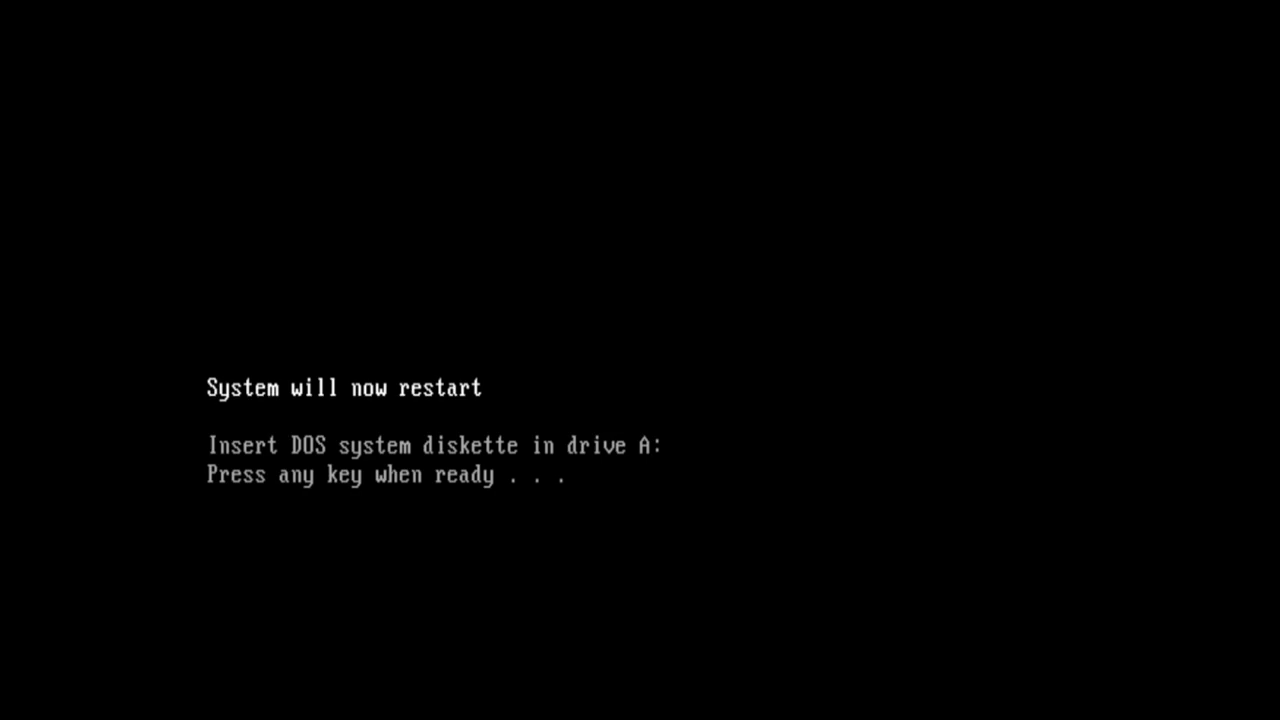 System will now restart
Insert DOS system diskette in drive A:
Press any key when ready . . .